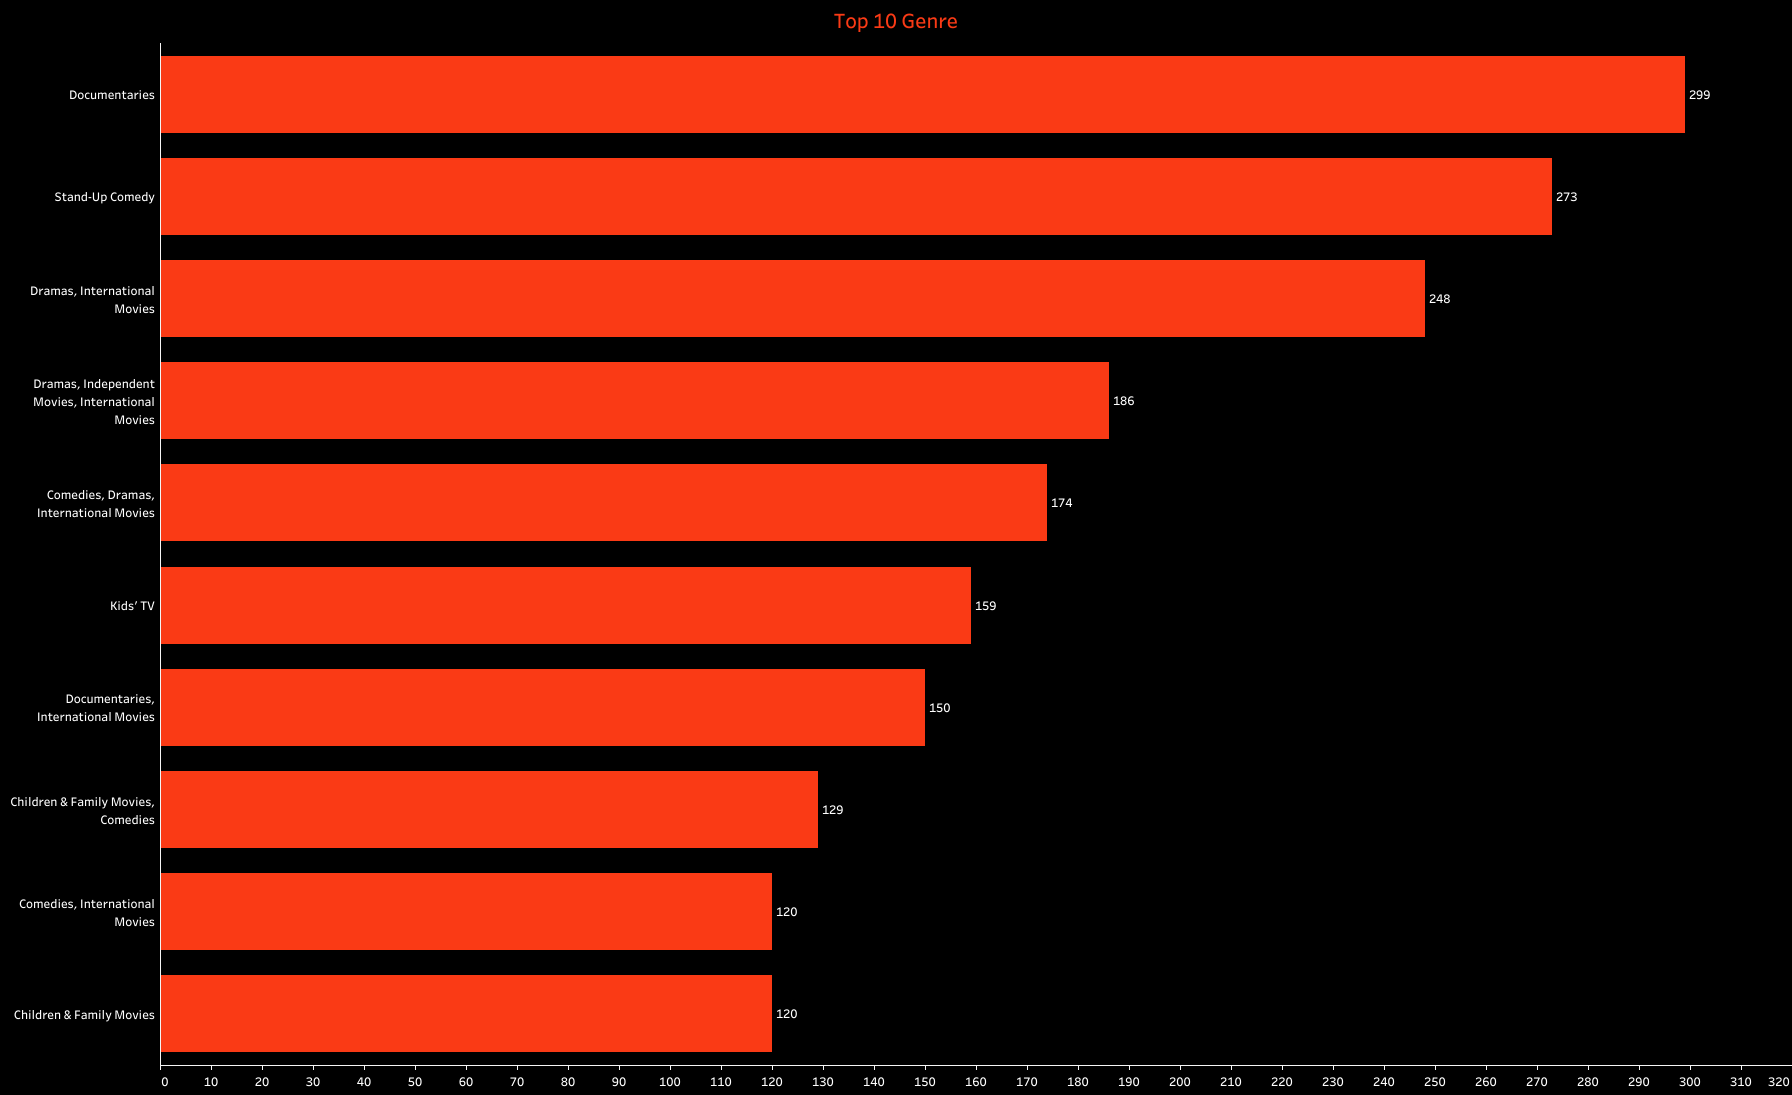 Top 10 Genre
Documentaries
299
Stand-Up Comedy
273
Dramas, International
Movies
248
Dramas, Independent
Movies, International
Movies
186
Comedies, Dramas,
International Movies
174
Kids’ TV
159
Documentaries,
International Movies
150
Children & Family Movies,
Comedies
129
Comedies, International
Movies
120
Children & Family Movies
120
0 10 20 30 40 50 60 70 80 90 100 110 120 130 140 150 160 170 180 190 200 210 220 230 240 250 260 270 280 290 300 310 320